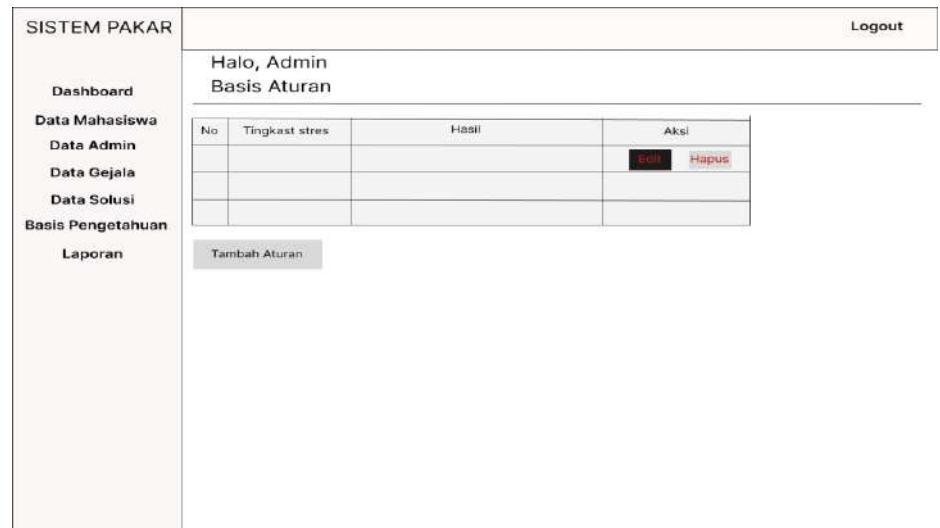 SISTEM PAKAR
Logout
Halo, Admin
Basis Aturan
Dashboard
Data Mahasiswa
Data Admin
Data Gejala
Data Solusi
Basis Pengetahuan
Laporan
No Tingkast stres Hasil Aksi
Edit Hapus
Tambah Aturan